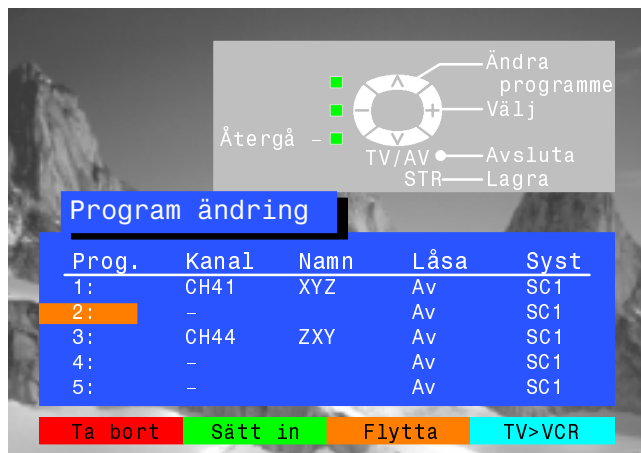 Ändra
programme
Välj
Återgå –
TV/AV
Avsluta
STR
Lagra
Program ändring
Prog. Kanal Namn Låsa Syst
1: CH41 XYZ Av SC1
2: – Av SC1
3: CH44 ZXY Av SC1
4: – Av SC1
5: – Av SC1
Ta bort Sätt in Flytta TV>VCR